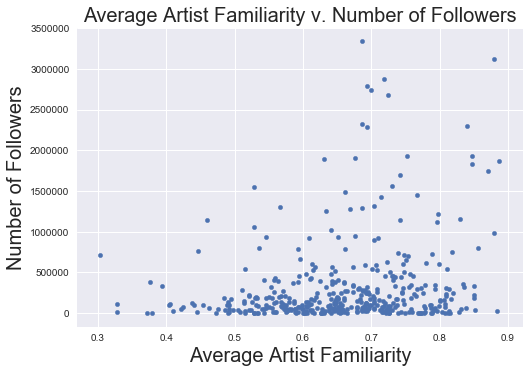 Average Artist Familiarity v. Number of Followers
Number of Followers
3500000
3000000
2500000
2000000
1500000
1000000
500000
0
0.3 0.4 0.5 0.6 0.7 0.8 0.9
Average Artist Familiarity